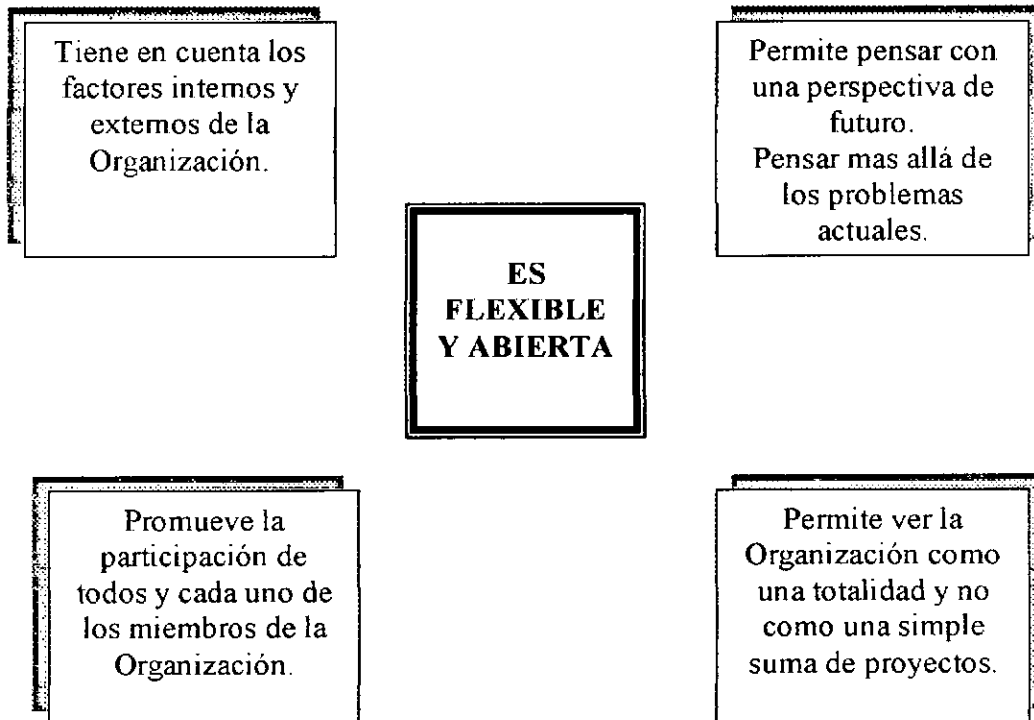 Tiene en cuenta los
factores internos y
externos de la
Organización.
Permite pensar con
una perspectiva de
futuro.
Pensar mas allá de
los problemas
actuales.
ES
FLEXIBLE
Y ABIERTA
Promueve la
participación de
todos y cada uno de
los miembros de la
Organización.
Permite ver la
Organización como
una totalidad y no
como una simple
suma de proyectos.